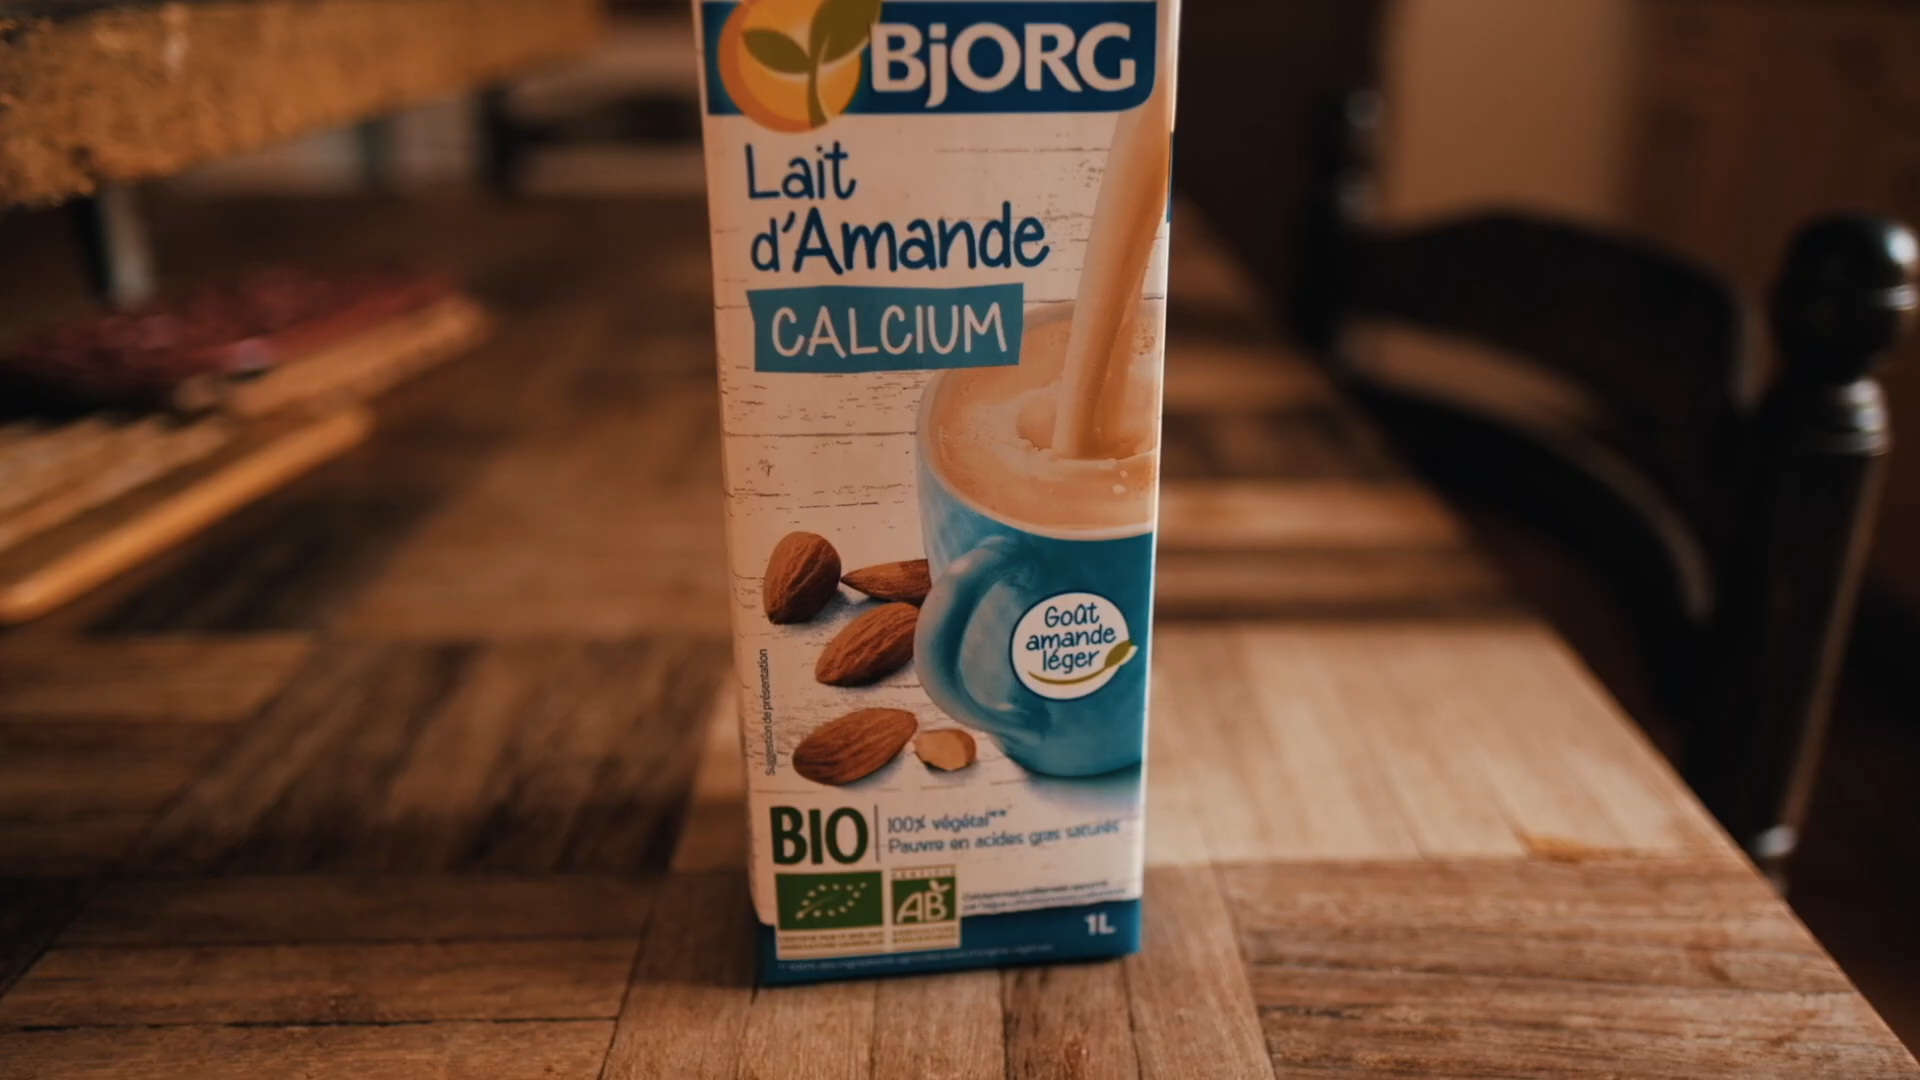 BjORG
Lait
d'Amande
CALCIUM
Goût
amande
léger
Suggestion de présentation
BIO
100% végétal**
Pauvre en acides gras saturés
AB
1L